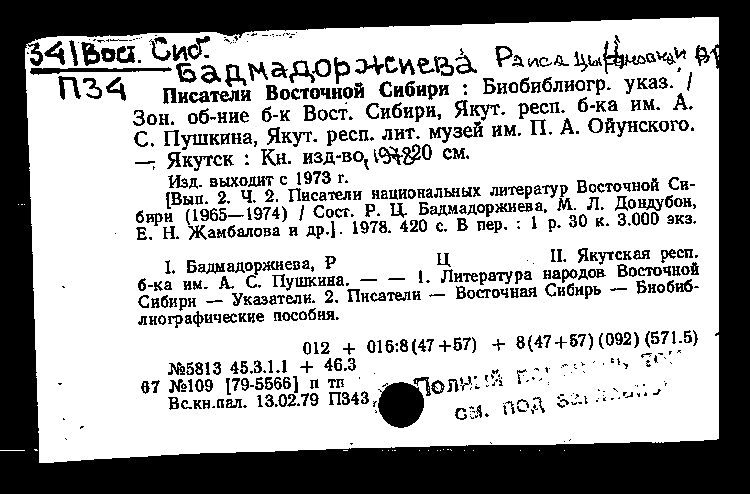 34|Вост. Сиб.
Бадмадоржиева Раиса
П34
Писатели Восточной Сибири : Биобиблиогр. указ. /
Зон. об-ние б-к Вост. Сибири, Якут. респ. б-ка им. А.
С. Пушкина, Якут. респ. лит. музей им. П. А. Ойунского.
—, Якутск : Кн. изд-во, 20 см.
Изд. выходит с 1973 г.
[Вып. 2. Ч. 2. Писатели национальных литератур Восточной Си-
бири (1965—1974) / Сост. Р. Ц. Бадмадоржиева, М. Л. Дондубон,
Е. Н. Жамбалова и др.]. 1978. 420 с. В пер. : 1 р. 30 к. 3.000 экз.
I. Бадмадоржиева, Р Ц II. Якутская респ.
б-ка им. А. С. Пушкина. — — 1. Литература народов Восточной
Сибири — Указатели. 2. Писатели — Восточная Сибирь — Биобиб-
лиографические пособия.
012 + 016:8(47+57) + 8(47+57)(092)(571.5)
№5813 45.3.1.1 + 46.3
67 №109 [79-5566] п тп
Вс.кн.пал. 13.02.79 П343
Полный
см. под